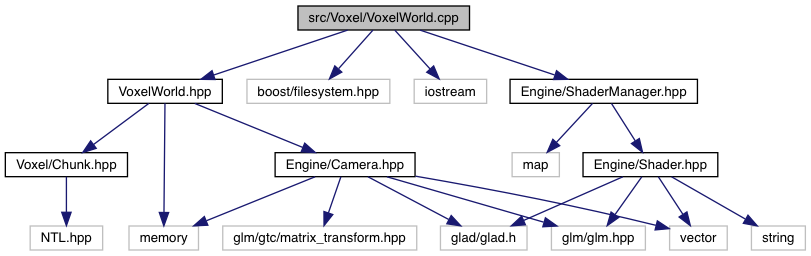 src/Voxel/VoxelWorld.cpp
VoxelWorld.hpp
boost/filesystem.hpp
iostream
Engine/ShaderManager.hpp
Voxel/Chunk.hpp
Engine/Camera.hpp
map
Engine/Shader.hpp
NTL.hpp
memory
glm/gtc/matrix_transform.hpp
glad/glad.h
glm/glm.hpp
vector
string